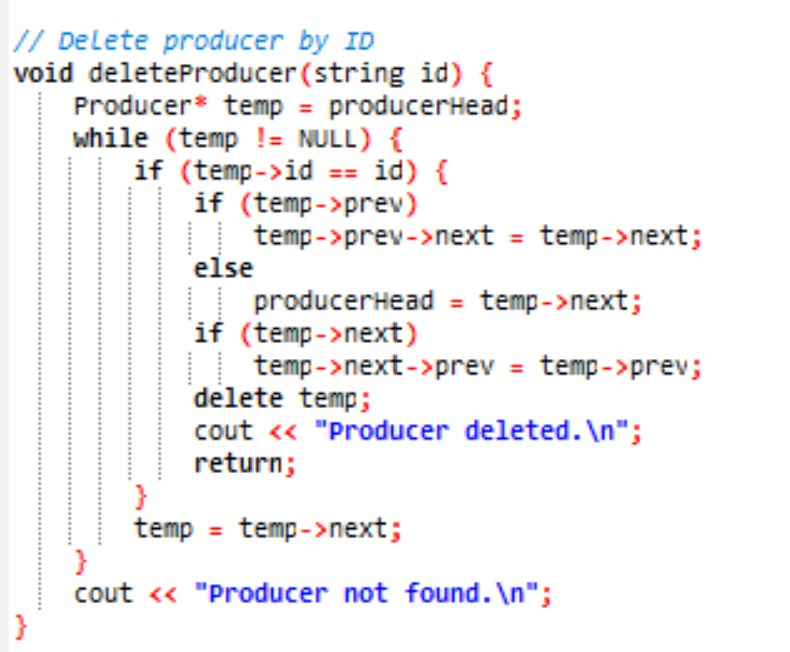 // Delete producer by ID
void deleteProducer(string id) {
    Producer* temp = producerHead;
    while (temp != NULL) {
        if (temp->id == id) {
            if (temp->prev)
                temp->prev->next = temp->next;
            else
                producerHead = temp->next;
            if (temp->next)
                temp->next->prev = temp->prev;
            delete temp;
            cout << "Producer deleted.\n";
            return;
        }
        temp = temp->next;
    }
    cout << "Producer not found.\n";
}